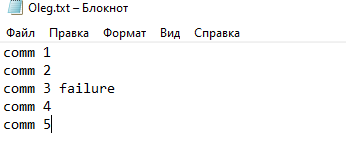 Oleg.txt – Блокнот
Файл Правка Формат Вид Справка
comm 1
comm 2
comm 3 failure
comm 4
comm 5